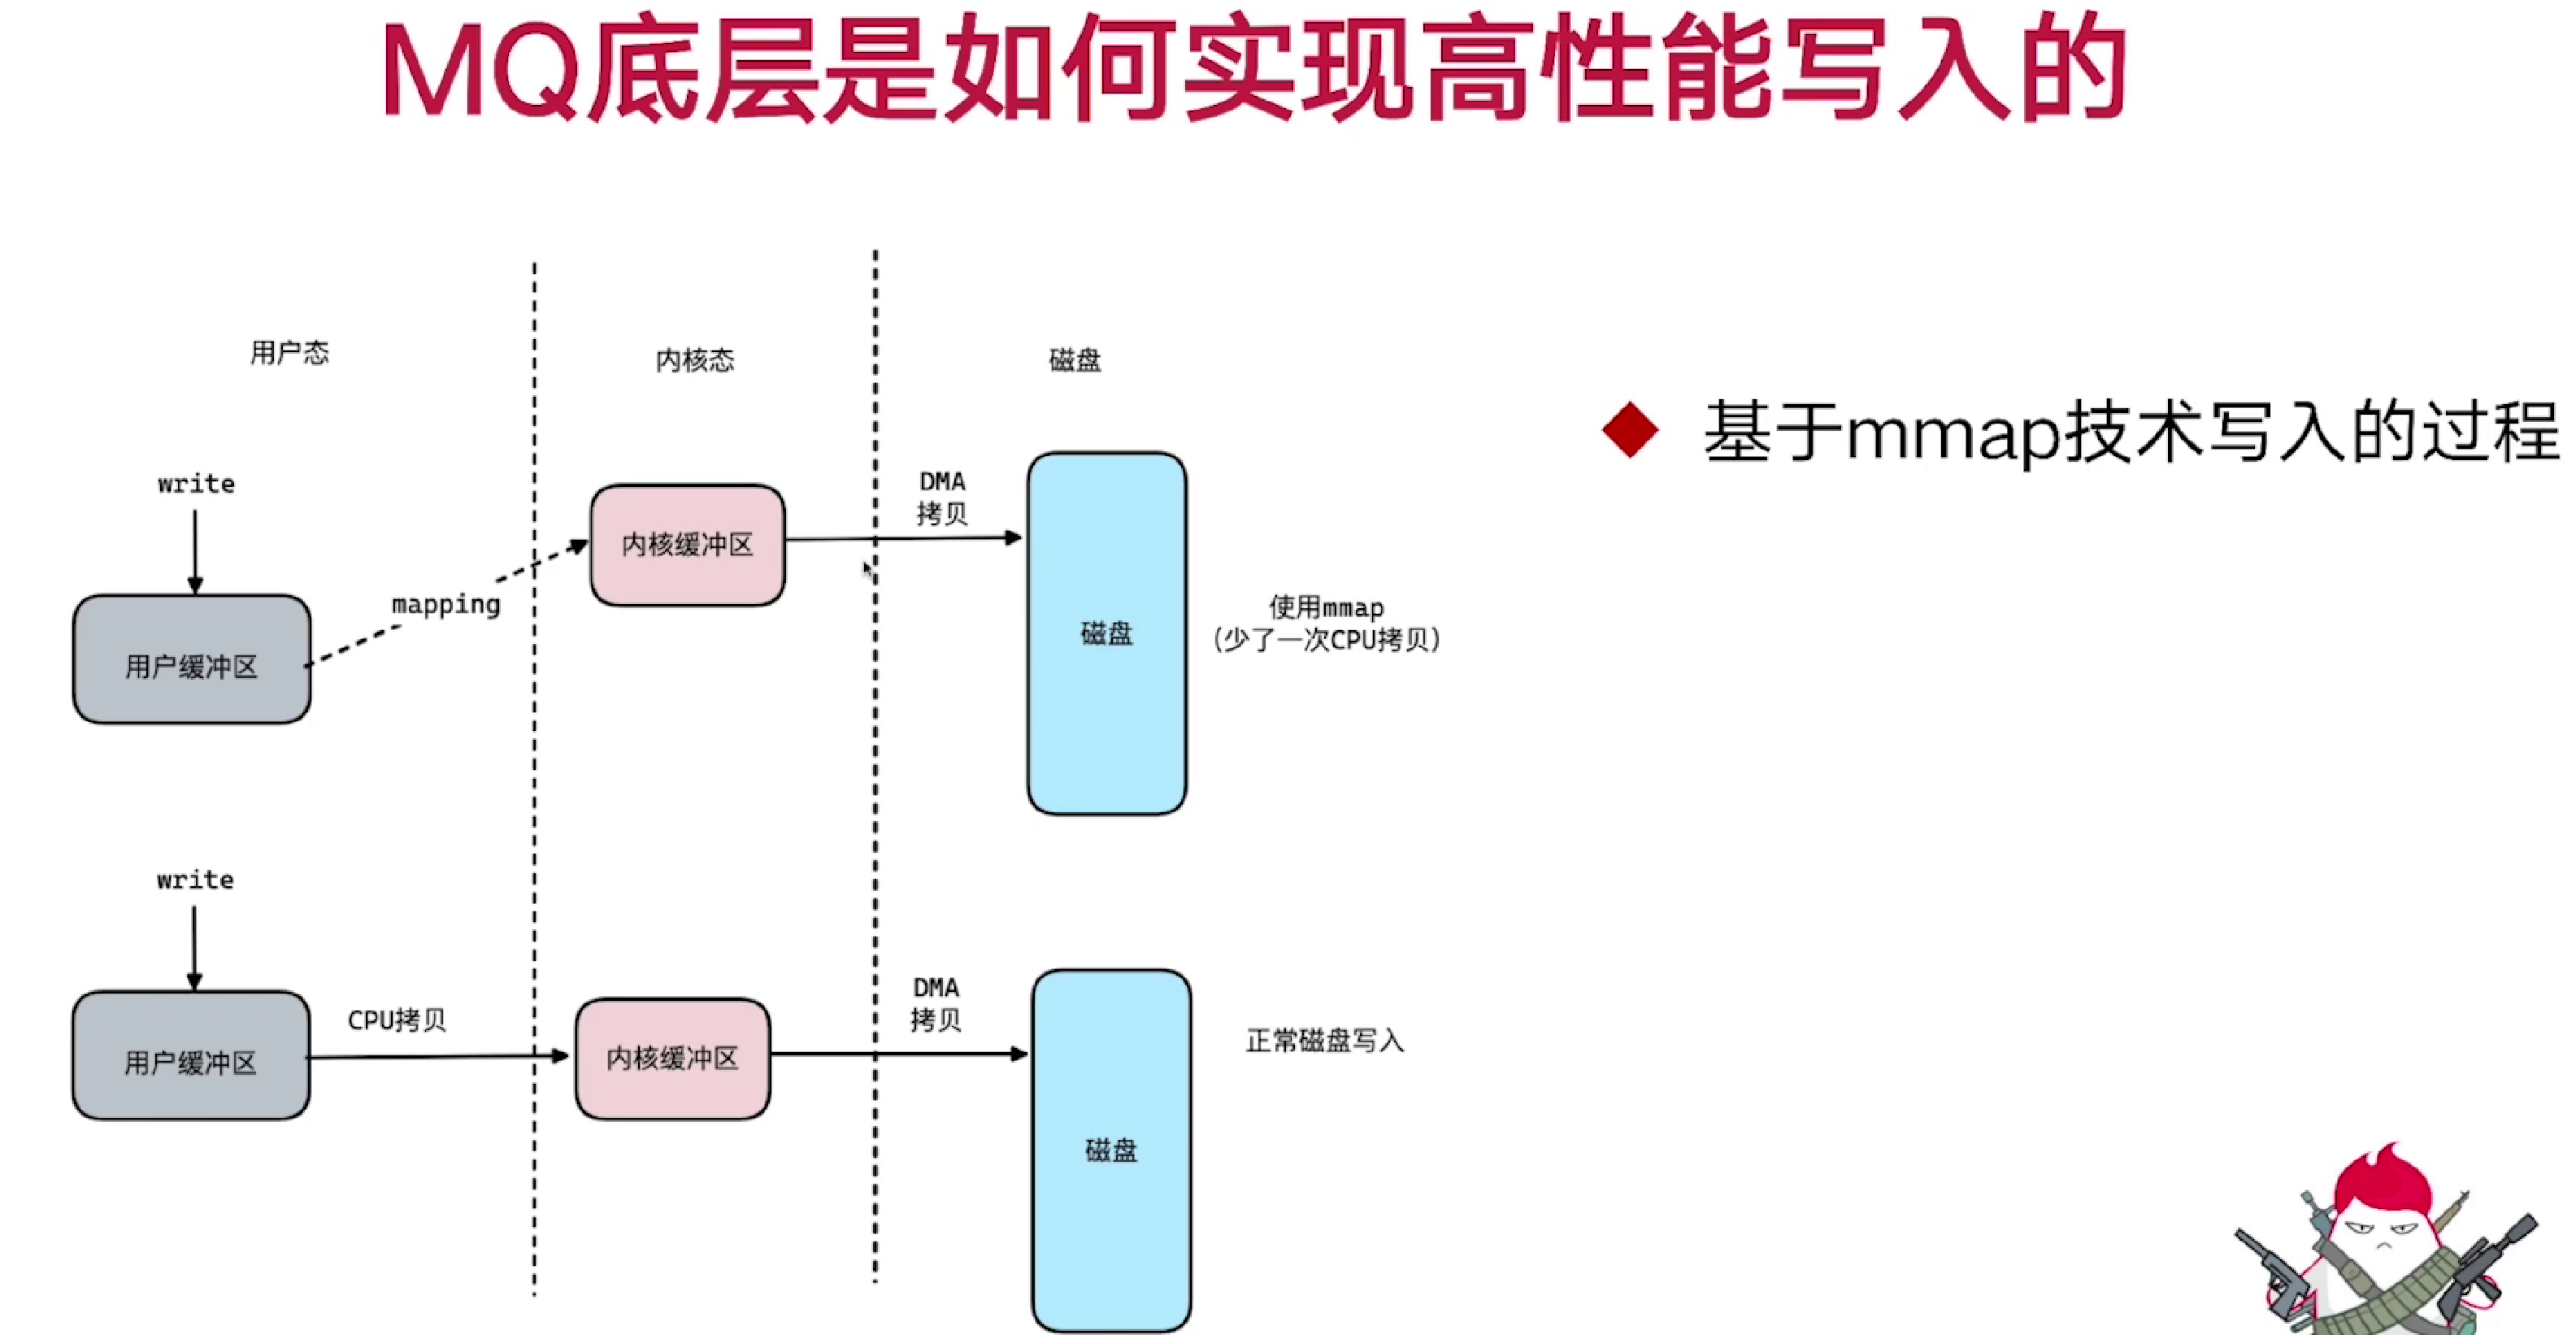 MQ底层是如何实现高性能写入的
用户态
内核态
磁盘
基于mmap技术写入的过程
write
DMA
拷贝
内核缓冲区
mapping
用户缓冲区
磁盘
使用mmap
(少了一次CPU拷贝)
write
DMA
拷贝
CPU拷贝
用户缓冲区
内核缓冲区
正常磁盘写入
磁盘